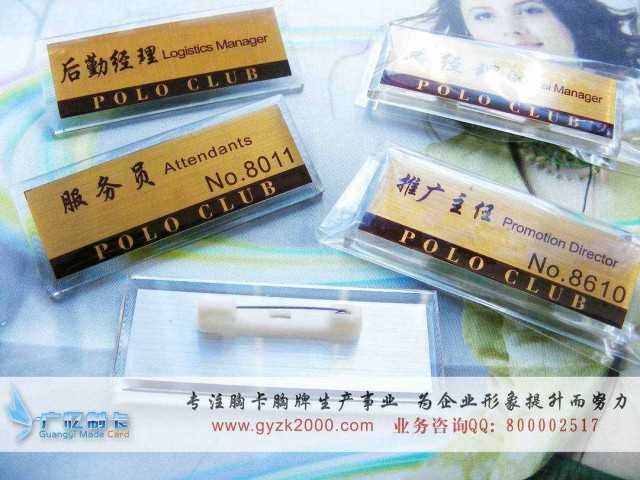 后勤经理 Logistics Manager
POLO CLUB
经理 Manager
POLO CLUB
服务员 Attendants
No.8011
POLO CLUB
推广主任 Promotion Director
No.8610
POLO CLUB
专注胸卡胸牌生产事业 为企业形象提升而努力
广亿制卡
Guangyi Made Card
www.gyzk2000.com 业务咨询QQ：800002517